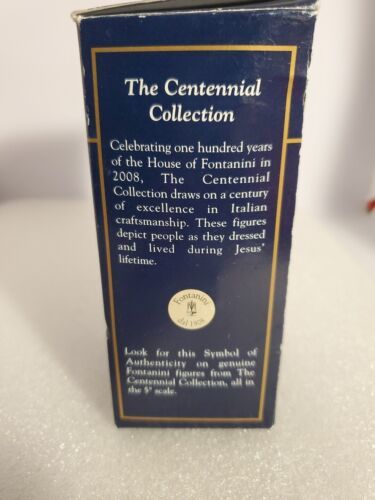 The Centennial
Collection
Celebrating one hundred years
of the House of Fontanini in
2008, The Centennial
Collection draws on a century
of excellence in Italian
craftsmanship. These figures
depict people as they dressed
and lived during Jesus'
lifetime.
Fontanini
dal 1908
Look for this Symbol of
Authenticity on genuine
Fontanini figures from The
Centennial Collection, all in
the 5" scale.